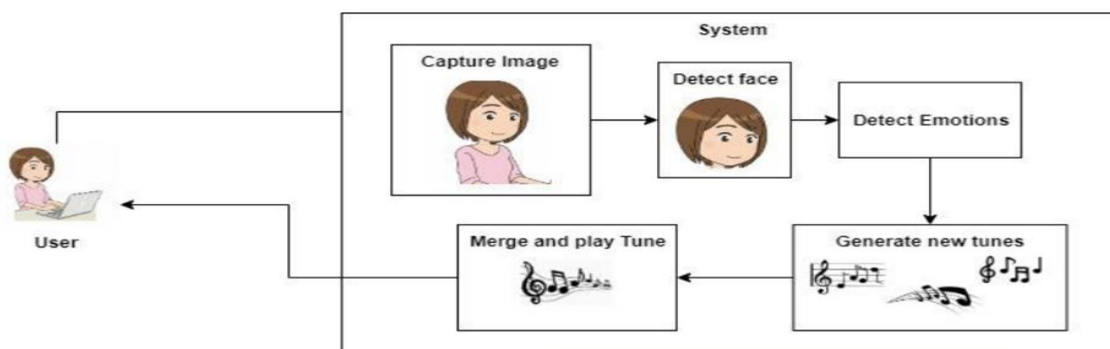 System
Capture Image
Detect face
Detect Emotions
User
Merge and play Tune
Generate new tunes